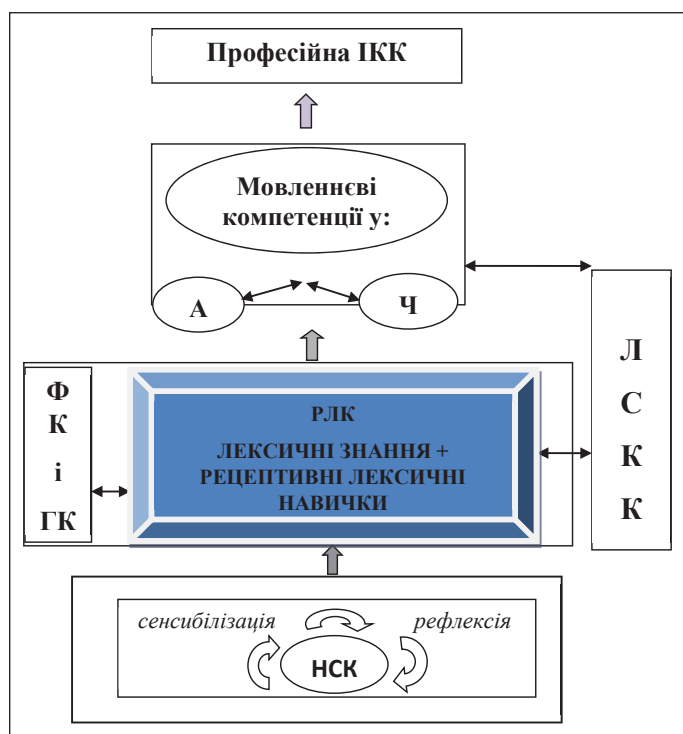 Професійна ІКК
Мовленнєві
компетенції у:
А
Ч
Л
С
К
К
Ф
К
і
ГК
РЛК
ЛЕКСИЧНІ ЗНАННЯ +
РЕЦЕПТИВНІ ЛЕКСИЧНІ
НАВИЧКИ
сенсибілізація
рефлексія
НСК